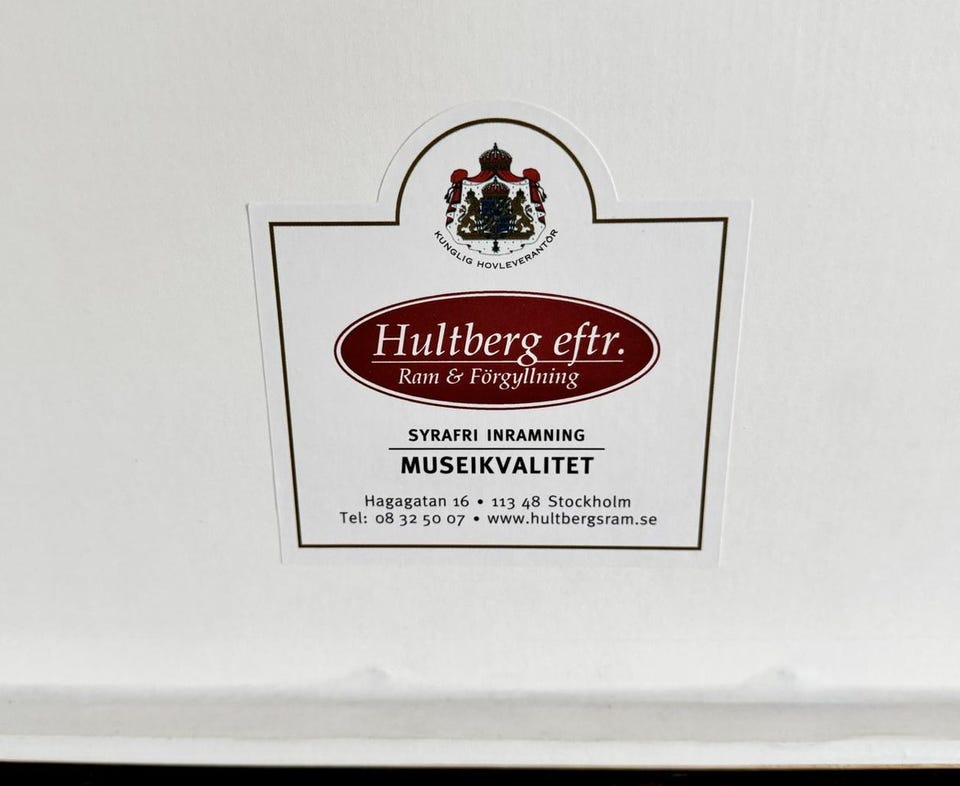 KUNGLIG HOVLEVERANTÖR
Hultberg eftr.
Ram & Förgyllning
SYRAFRI INRAMNING
MUSEIKVALITET
Hagagatan 16 • 113 48 Stockholm
Tel: 08 32 50 07 • www.hultbergsram.se